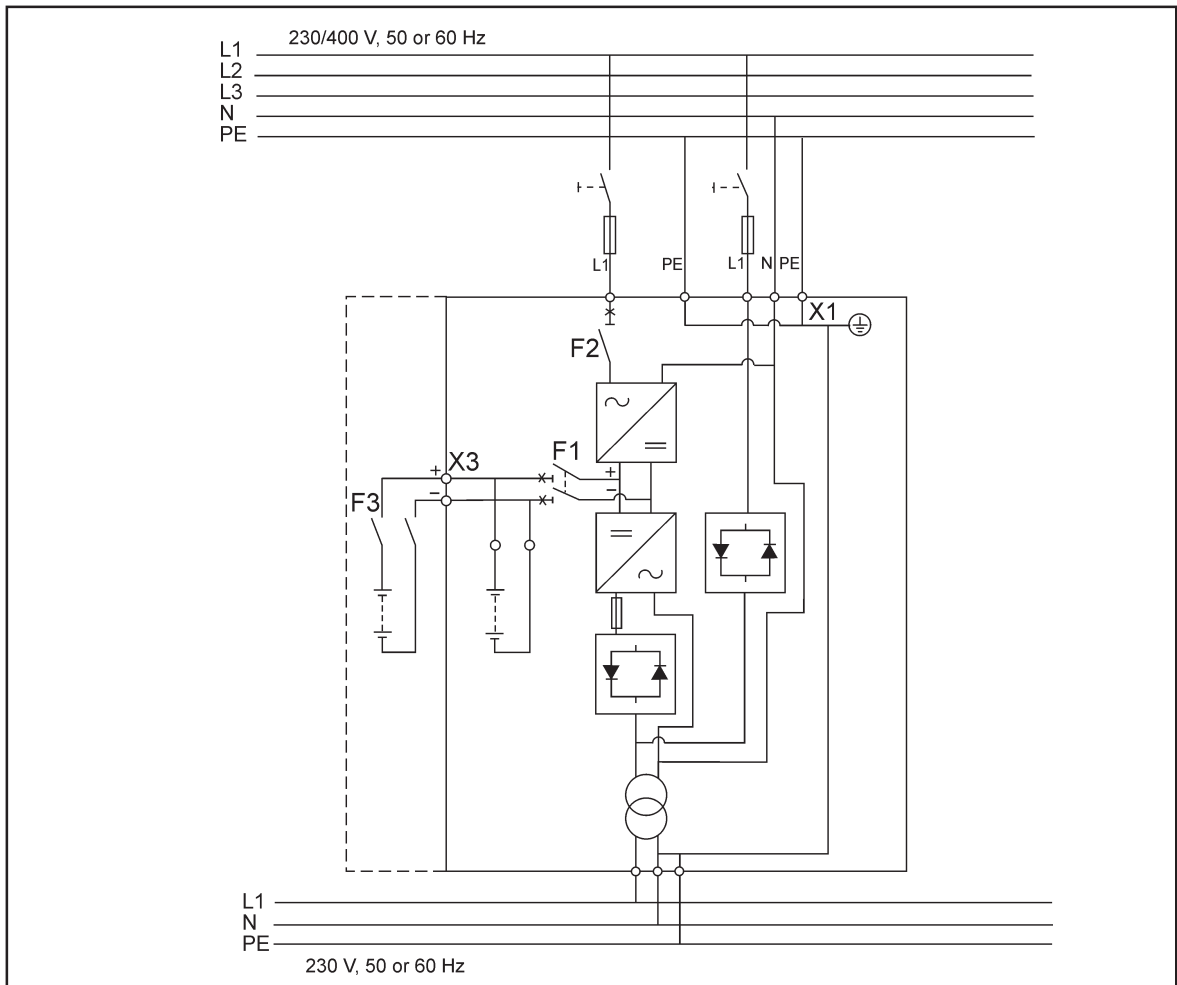 230/400 V, 50 or 60 Hz
L1
L2
L3
N
PE
L1
PE
L1
N
PE
X1
F2
F1
X3
+
−
+
−
F3
L1
N
PE
230 V, 50 or 60 Hz